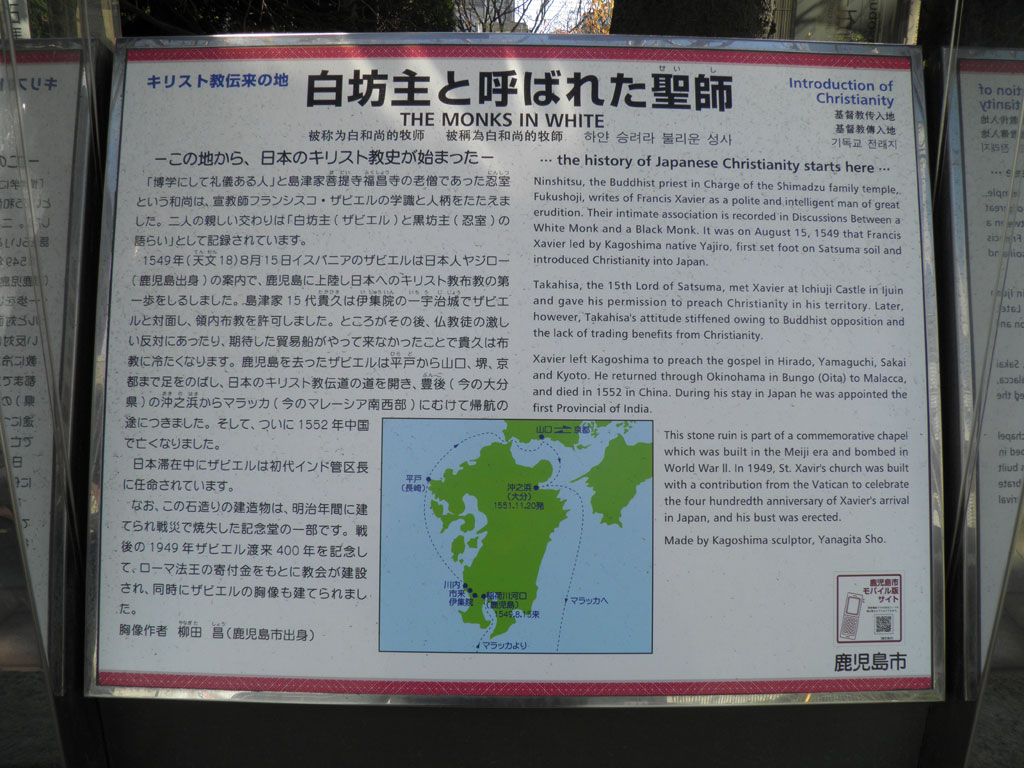 キリスト教伝来の地
白坊主と呼ばれた聖師
せいし
THE MONKS IN WHITE
被称为白和尚的牧师 被稱為白和尚的牧師 하얀 승려라 불리운 성사
Introduction of
Christianity
基督教传入地
基督教傳入地
기독교 전래지
−この地から、日本のキリスト教史が始まった−
「博学にして礼儀ある人」と島津家菩提寺福昌寺の老僧であった忍室
という和尚は、宣教師フランシスコ・ザビエルの学識と人柄をたたえま
した。二人の親しい交わりは「白坊主(ザビエル)と黒坊主(忍室)の
語らい」として記録されています。
1549年(天文18)8月15日イスパニアのザビエルは日本人ヤジロー
(鹿児島出身)の案内で、鹿児島に上陸し日本へのキリスト教布教の第
一歩をしるしました。島津家15代貴久は伊集院の一宇治城でザビエ
ルと対面し、領内布教を許可しました。ところがその後、仏教徒の激し
い反対にあったり、期待した貿易船がやって来なかったことで貴久は布
教に冷たくなります。鹿児島を去ったザビエルは平戸から山口、堺、京
都まで足をのばし、日本のキリスト教伝道の道を開き、豊後(今の大分
県)の沖之浜からマラッカ(今のマレーシア南西部)にむけて帰航の
途につきました。そして、ついに1552年中国
で亡くなりました。
日本滞在中にザビエルは初代インド管区長
に任命されています。
なお、この石造りの建造物は、明治年間に建
てられ戦災で焼失した記念堂の一部です。戦
後の1949年ザビエル渡来400年を記念し
て、ローマ法王の寄付金をもとに教会が建設
され、同時にザビエルの胸像も建てられまし
た。
胸像作者 柳田 昌(鹿児島市出身)
... the history of Japanese Christianity starts here ...
Ninshitsu, the Buddhist priest in Charge of the Shimadzu family temple,
Fukushoji, writes of Francis Xavier as a polite and intelligent man of great
erudition. Their intimate association is recorded in Discussions Between a
White Monk and a Black Monk. It was on August 15, 1549 that Francis
Xavier led by Kagoshima native Yajiro, first set foot on Satsuma soil and
introduced Christianity into Japan.
Takahisa, the 15th Lord of Satsuma, met Xavier at Ichiuji Castle in Ijuin
and gave his permission to preach Christianity in his territory. Later,
however, Takahisa's attitude stiffened owing to Buddhist opposition and
the lack of trading benefits from Christianity.
Xavier left Kagoshima to preach the gospel in Hirado, Yamaguchi, Sakai
and Kyoto. He returned through Okinohama in Bungo (Oita) to Malacca,
and died in 1552 in China. During his stay in Japan he was appointed the
first Provincial of India.
This stone ruin is part of a commemorative chapel
which was built in the Meiji era and bombed in
World War II. In 1949, St. Xavir's church was built
with a contribution from the Vatican to celebrate
the four hundredth anniversary of Xavier's arrival
in Japan, and his bust was erected.
Made by Kagoshima sculptor, Yanagita Sho.
山口 京都
平戸
(長崎)
沖之浜
(大分)
1551.11.20発
川内
市来
伊集院
稲荷川河口
(鹿児島)
1549.8.15来
マラッカへ
マラッカより
鹿児島市
モバイル版
サイト
鹿児島市